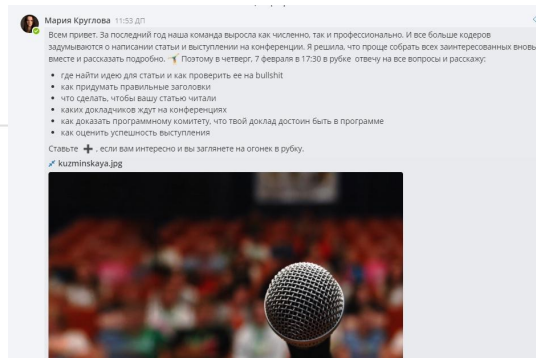 Мария Круглова 11:53 ДП
Всем привет. За последний год наша команда выросла как численно, так и профессионально. И все больше кодеров
задумываются о написании статьи и выступлении на конференции. Я решила, что проще собрать всех заинтересованных вновь
вместе и рассказать подробно. Поэтому в четверг, 7 февраля в 17:30 в рубке отвечу на все вопросы и расскажу:
• где найти идею для статьи и как проверить ее на bullshit
• как придумать правильные заголовки
• что сделать, чтобы вашу статью читали
• каких докладчиков ждут на конференциях
• как доказать программному комитету, что твой доклад достоин быть в программе
• как оценить успешность выступления
Ставьте ➕ . если вам интересно и вы заглянете на огонек в рубку.
kuzminskaya.jpg